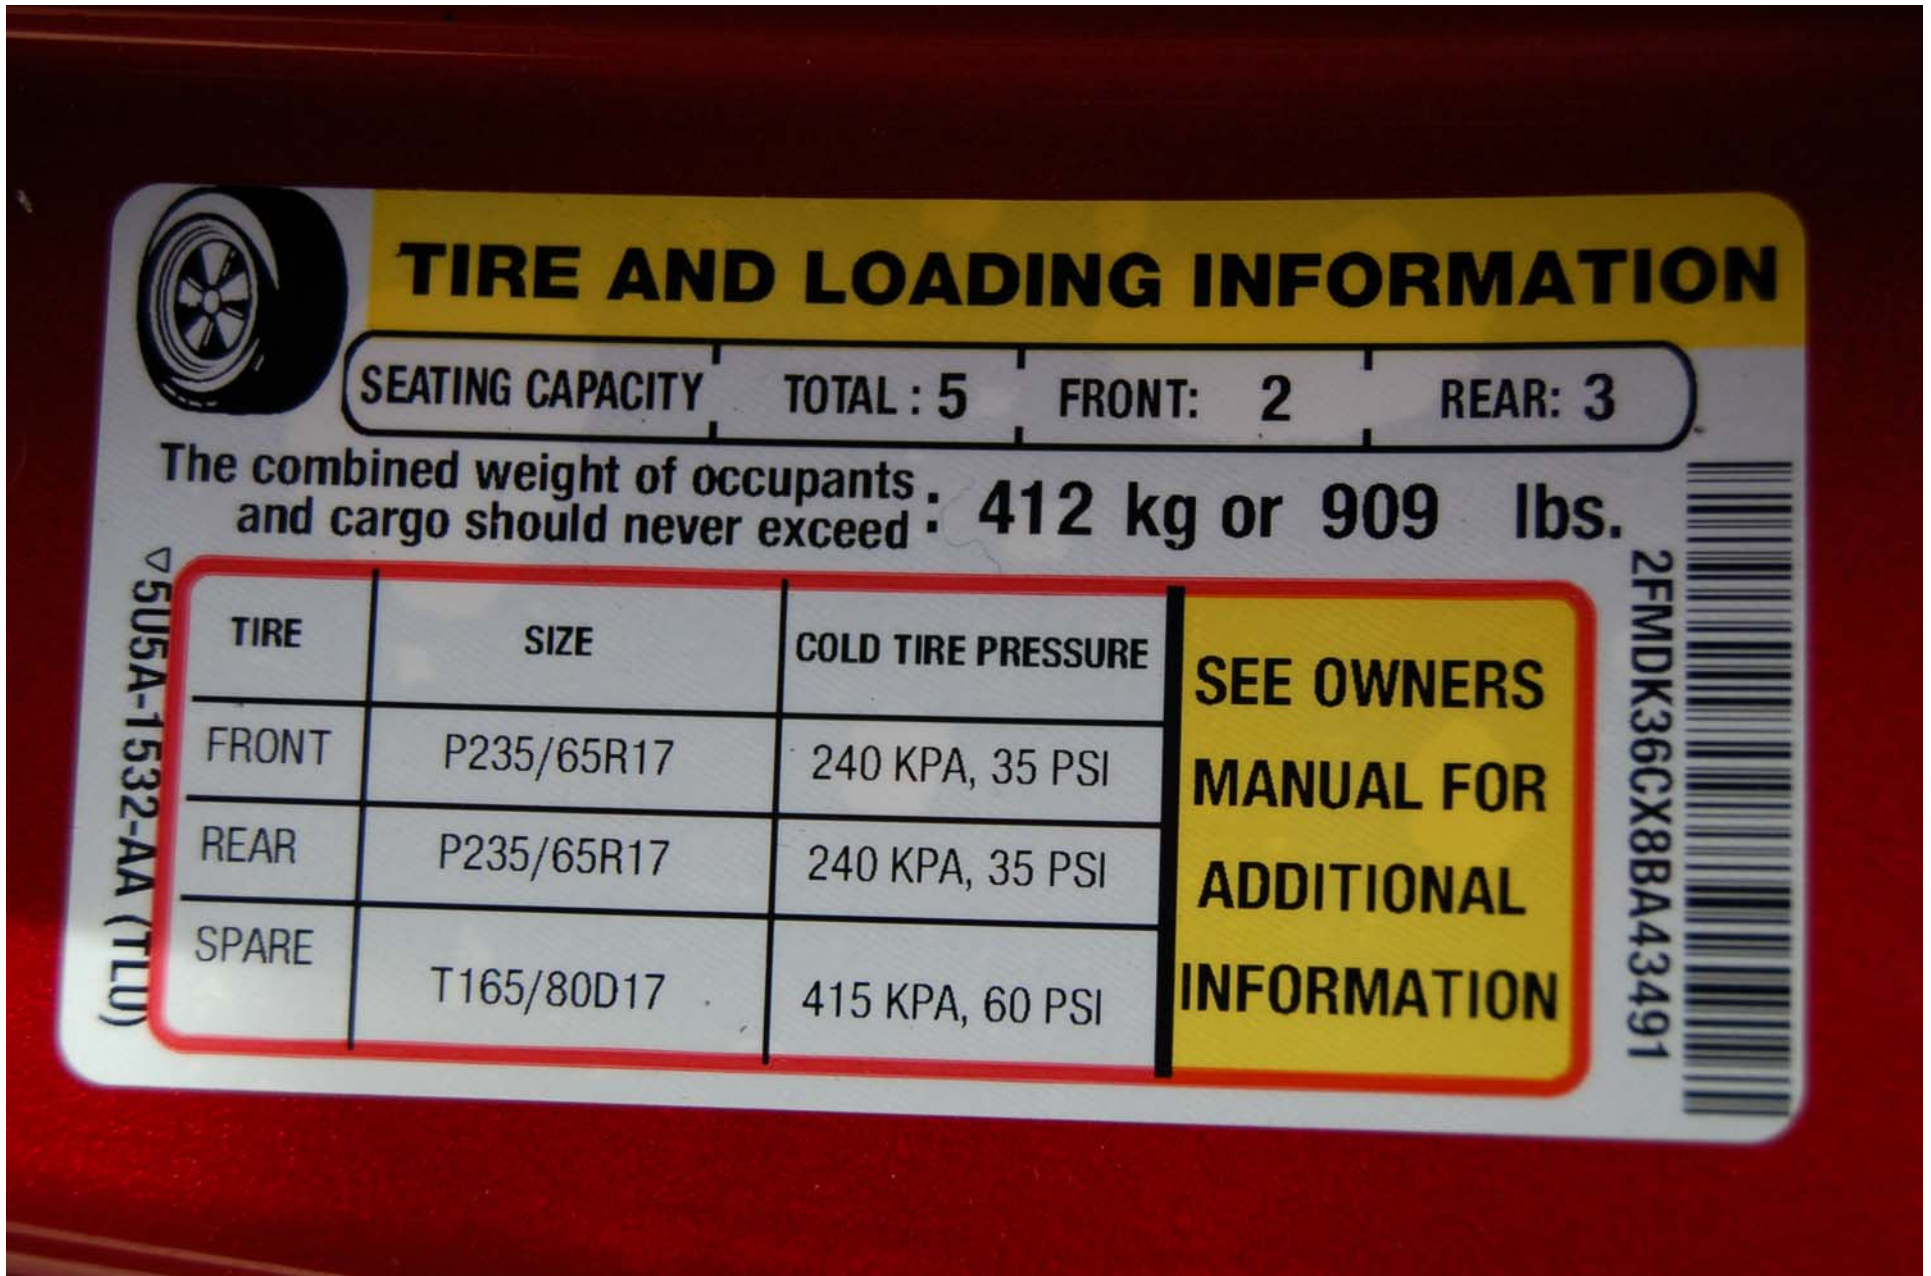 TIRE AND LOADING INFORMATION
SEATING CAPACITY TOTAL : 5 FRONT: 2 REAR: 3
The combined weight of occupants
and cargo should never exceed : 412 kg or 909 lbs.
TIRE SIZE COLD TIRE PRESSURE
FRONT P235/65R17 240 KPA, 35 PSI
REAR P235/65R17 240 KPA, 35 PSI
SPARE T165/80D17 415 KPA, 60 PSI
SEE OWNERS
MANUAL FOR
ADDITIONAL
INFORMATION
5U5A-1532-AA (TLU)
2FMDK36CX8BA43491